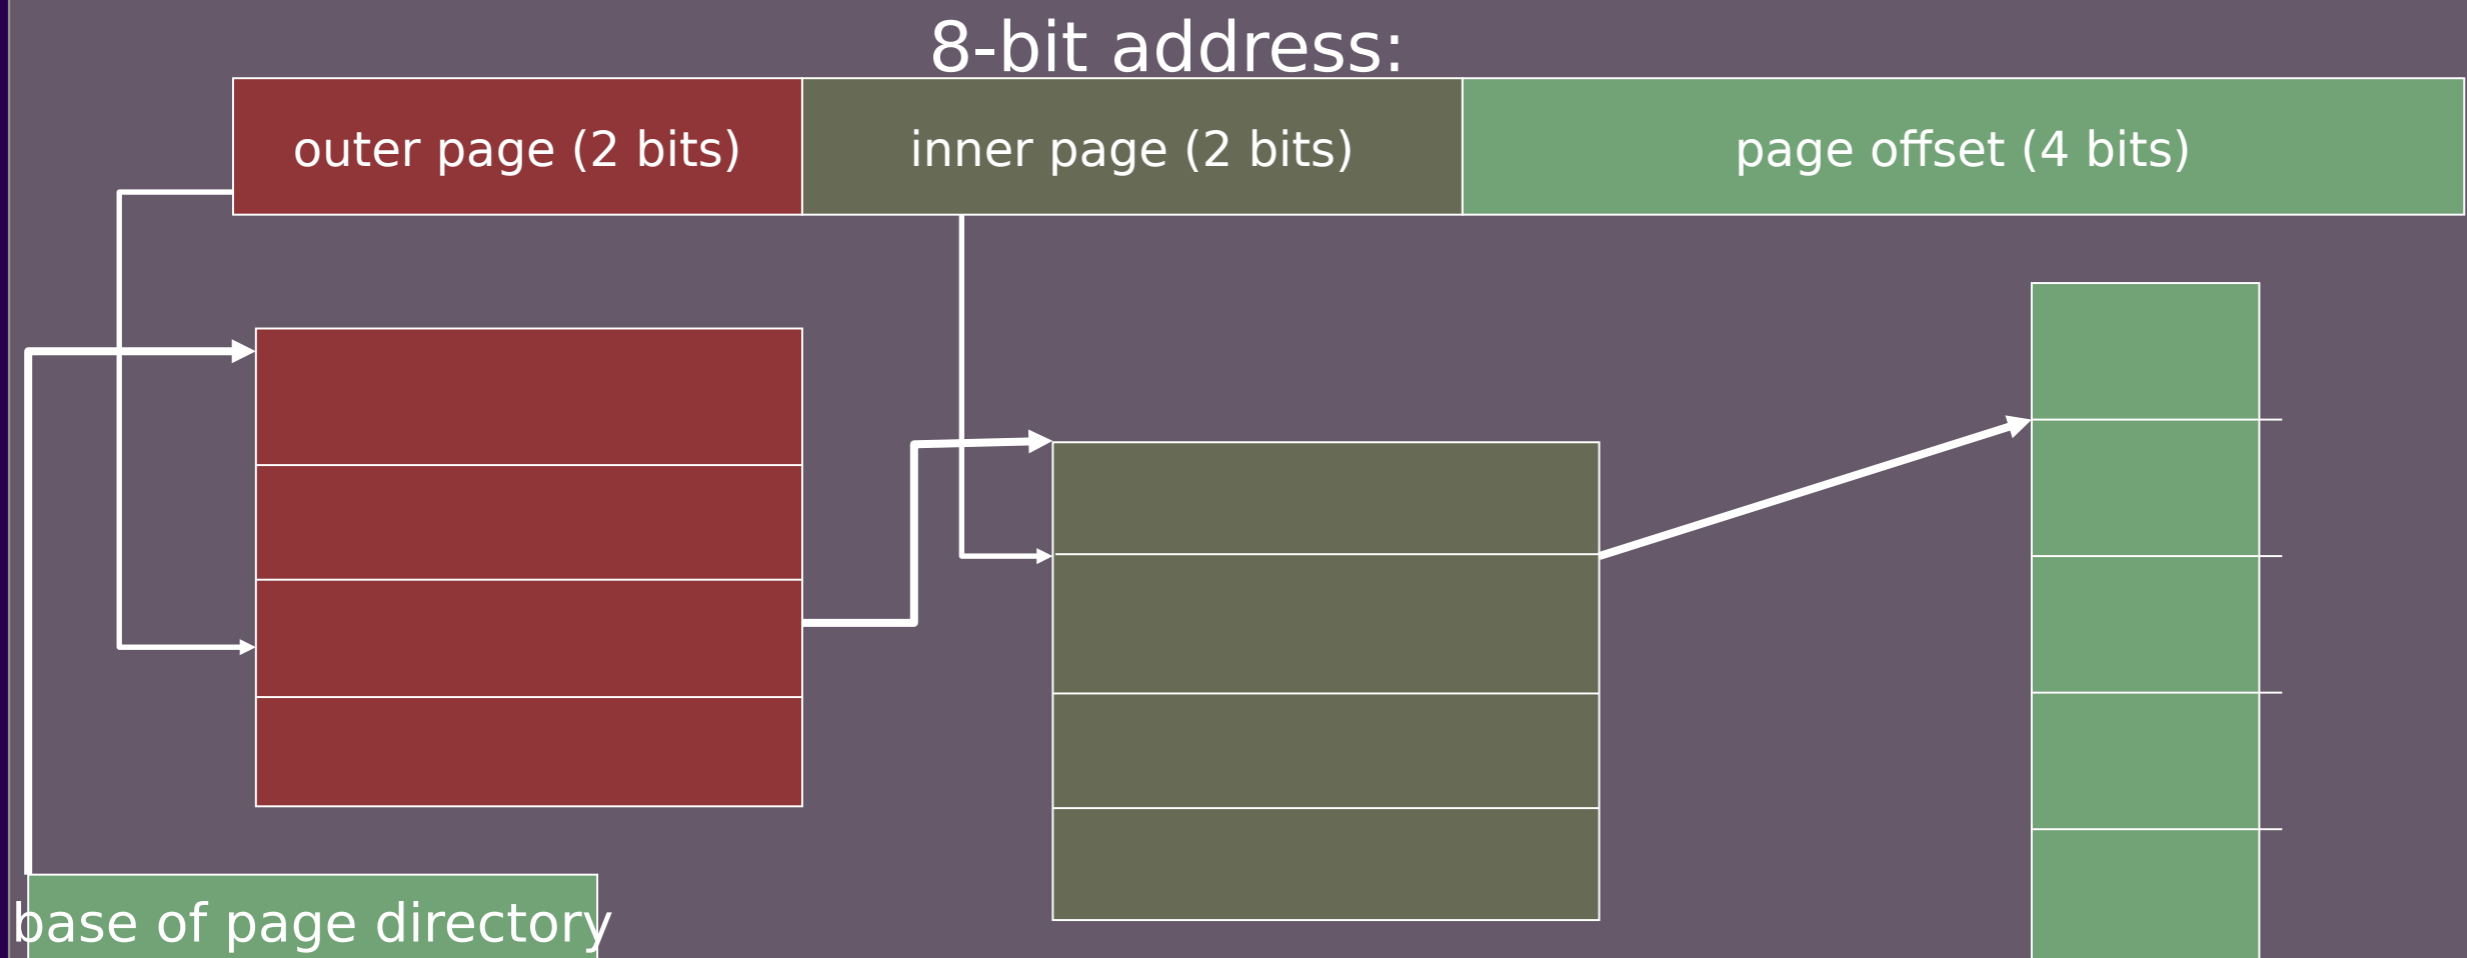 8-bit address:
outer page (2 bits)
inner page (2 bits)
page offset (4 bits)
base of page directory